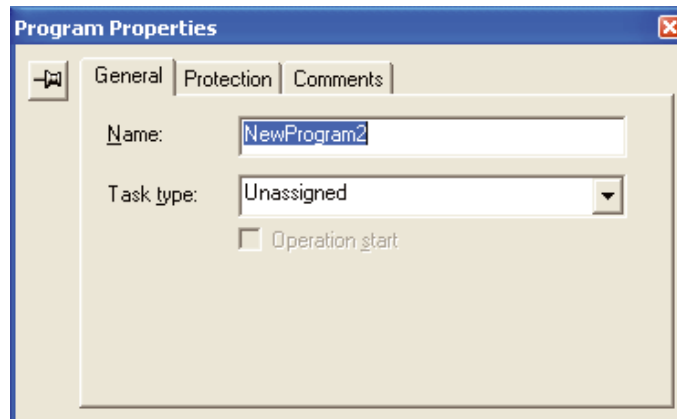 Program Properties
General Protection Comments
Name: NewProgram2
Task type: Unassigned
Operation start